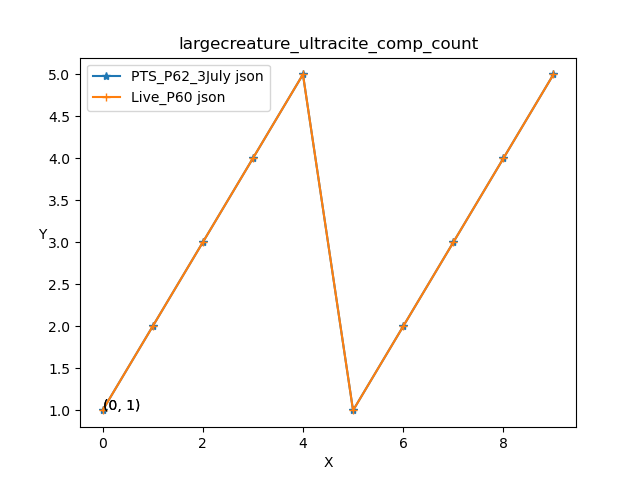 largecreature_ultracite_comp_count
PTS_P62_3July json
Live_P60 json
5.0
4.5
4.0
3.5
3.0
2.5
2.0
1.5
1.0
Y
(0, 1)
0 2 4 6 8
X